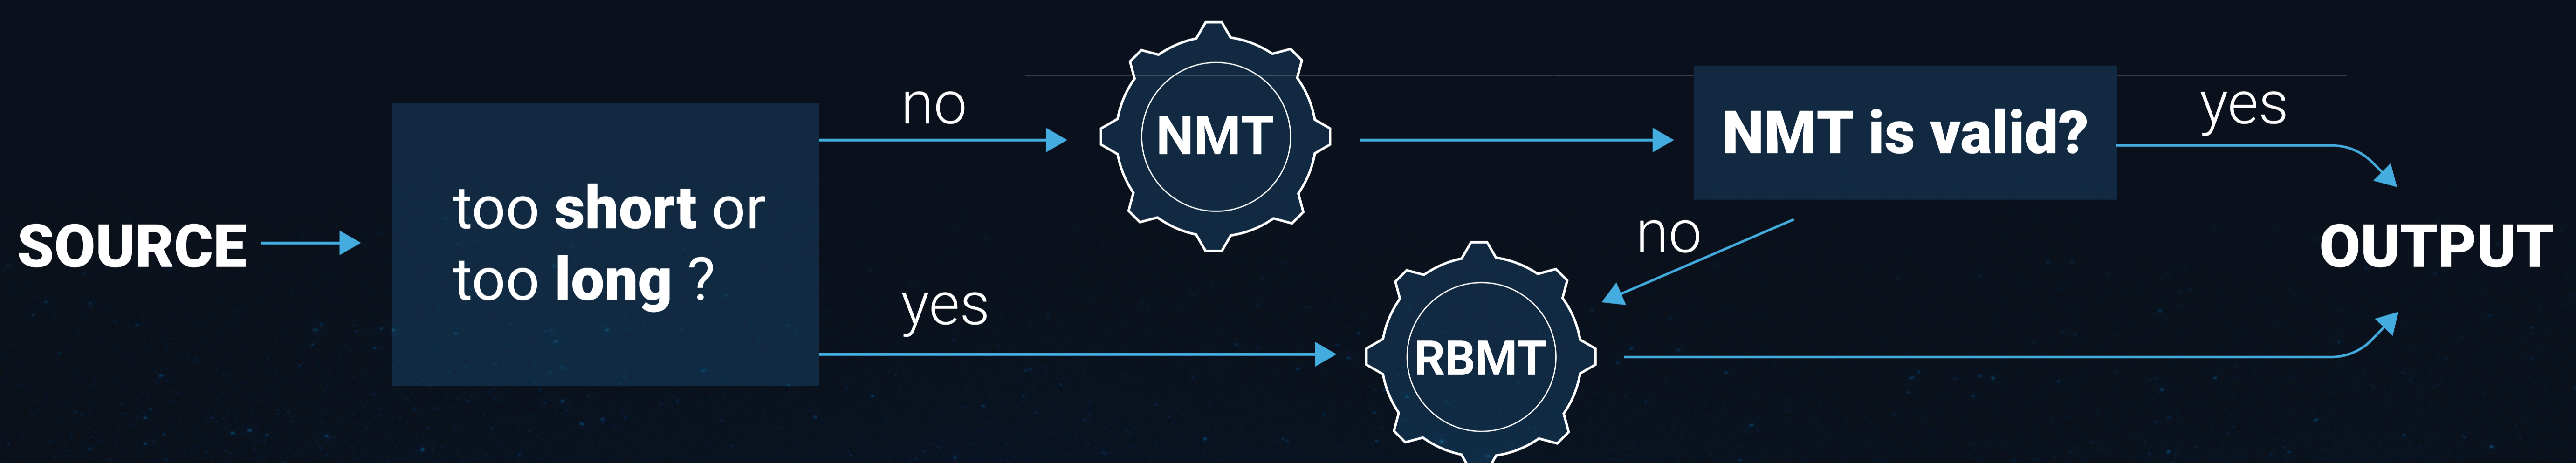 SOURCE
too short or
too long ?
no
yes
NMT
RBMT
NMT is valid?
no
yes
OUTPUT